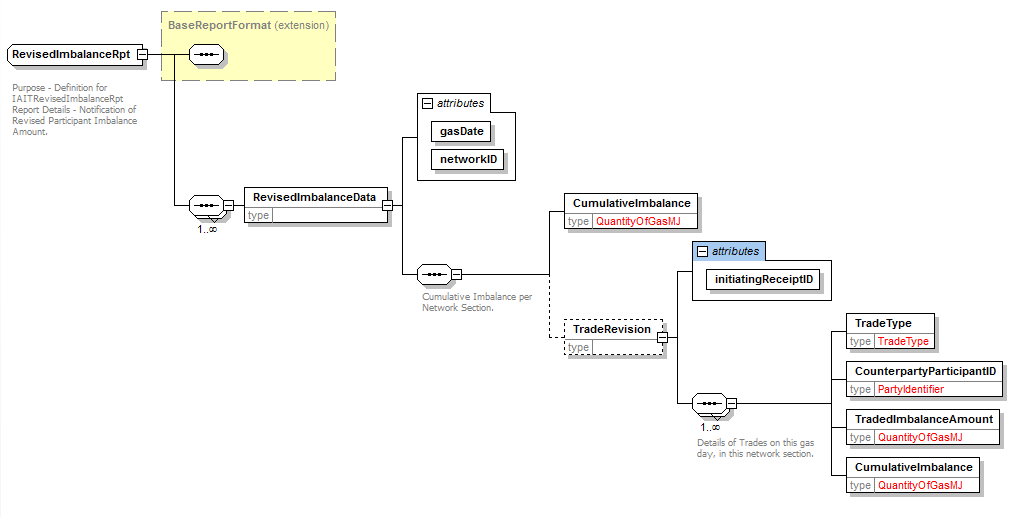 BaseReportFormat (extension)
RevisedImbalanceRpt
Purpose - Definition for
IAITRevisedImbalanceRpt
Report Details - Notification of
Revised Participant Imbalance
Amount.
attributes
gasDate
networkID
RevisedImbalanceData
type
1..∞
CumulativeImbalance
type QuantityOfGasMJ
attributes
initiatingReceiptID
Cumulative Imbalance per
Network Section.
TradeRevision
type
TradeType
type TradeType
CounterpartyParticipantID
type PartyIdentifier
TradedImbalanceAmount
type QuantityOfGasMJ
1..∞
Details of Trades on this gas
day, in this network section.
CumulativeImbalance
type QuantityOfGasMJ